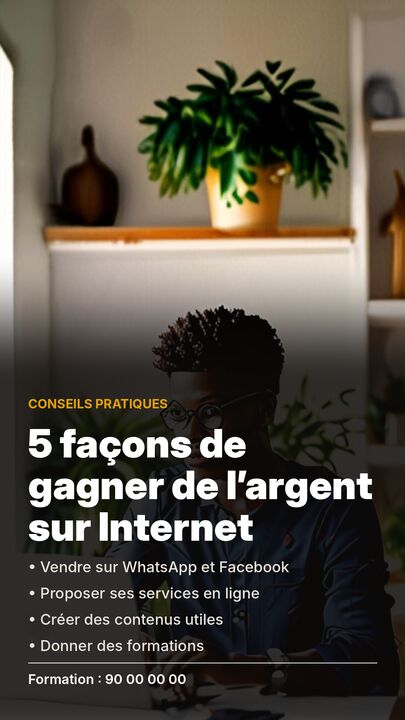 CONSEILS PRATIQUES
5 façons de
gagner de l'argent
sur Internet
• Vendre sur WhatsApp et Facebook
• Proposer ses services en ligne
• Créer des contenus utiles
• Donner des formations
Formation : 90 00 00 00